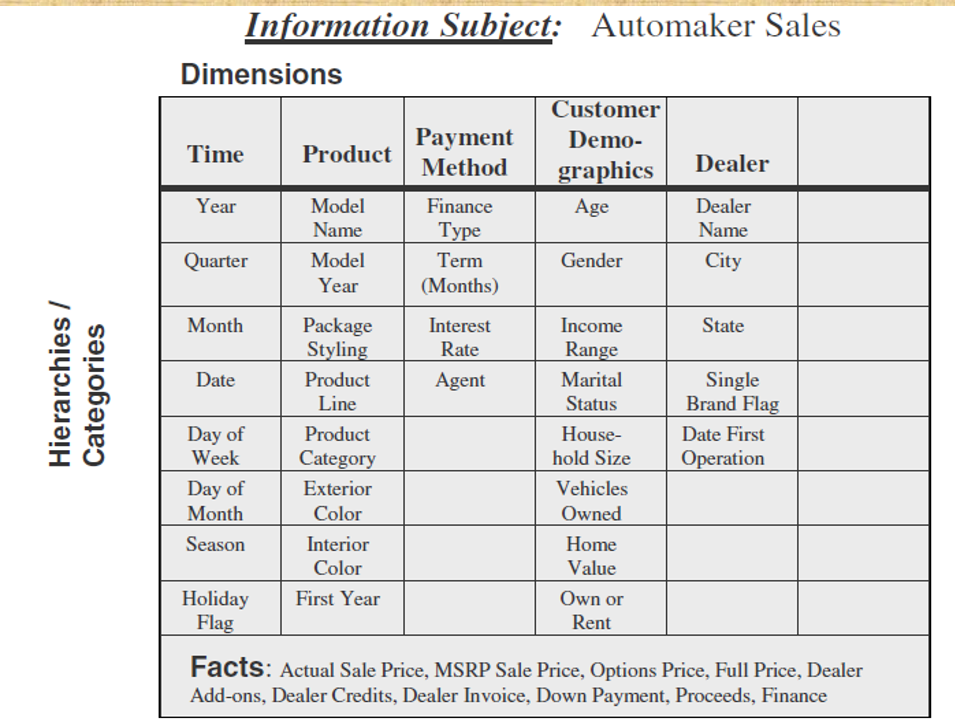 Information Subject: Automaker Sales
Dimensions
Hierarchies /
Categories
Time
Product
Payment
Method
Customer
Demo-
graphics
Dealer
Year
Model
Name
Finance
Type
Age
Dealer
Name
Quarter
Model
Year
Term
(Months)
Gender
City
Month
Package
Styling
Interest
Rate
Income
Range
State
Date
Product
Line
Agent
Marital
Status
Single
Brand Flag
Day of
Week
Product
Category
House-
hold Size
Date First
Operation
Day of
Month
Exterior
Color
Vehicles
Owned
Season
Interior
Color
Home
Value
Holiday
Flag
First Year
Own or
Rent
Facts: Actual Sale Price, MSRP Sale Price, Options Price, Full Price, Dealer
Add-ons, Dealer Credits, Dealer Invoice, Down Payment, Proceeds, Finance